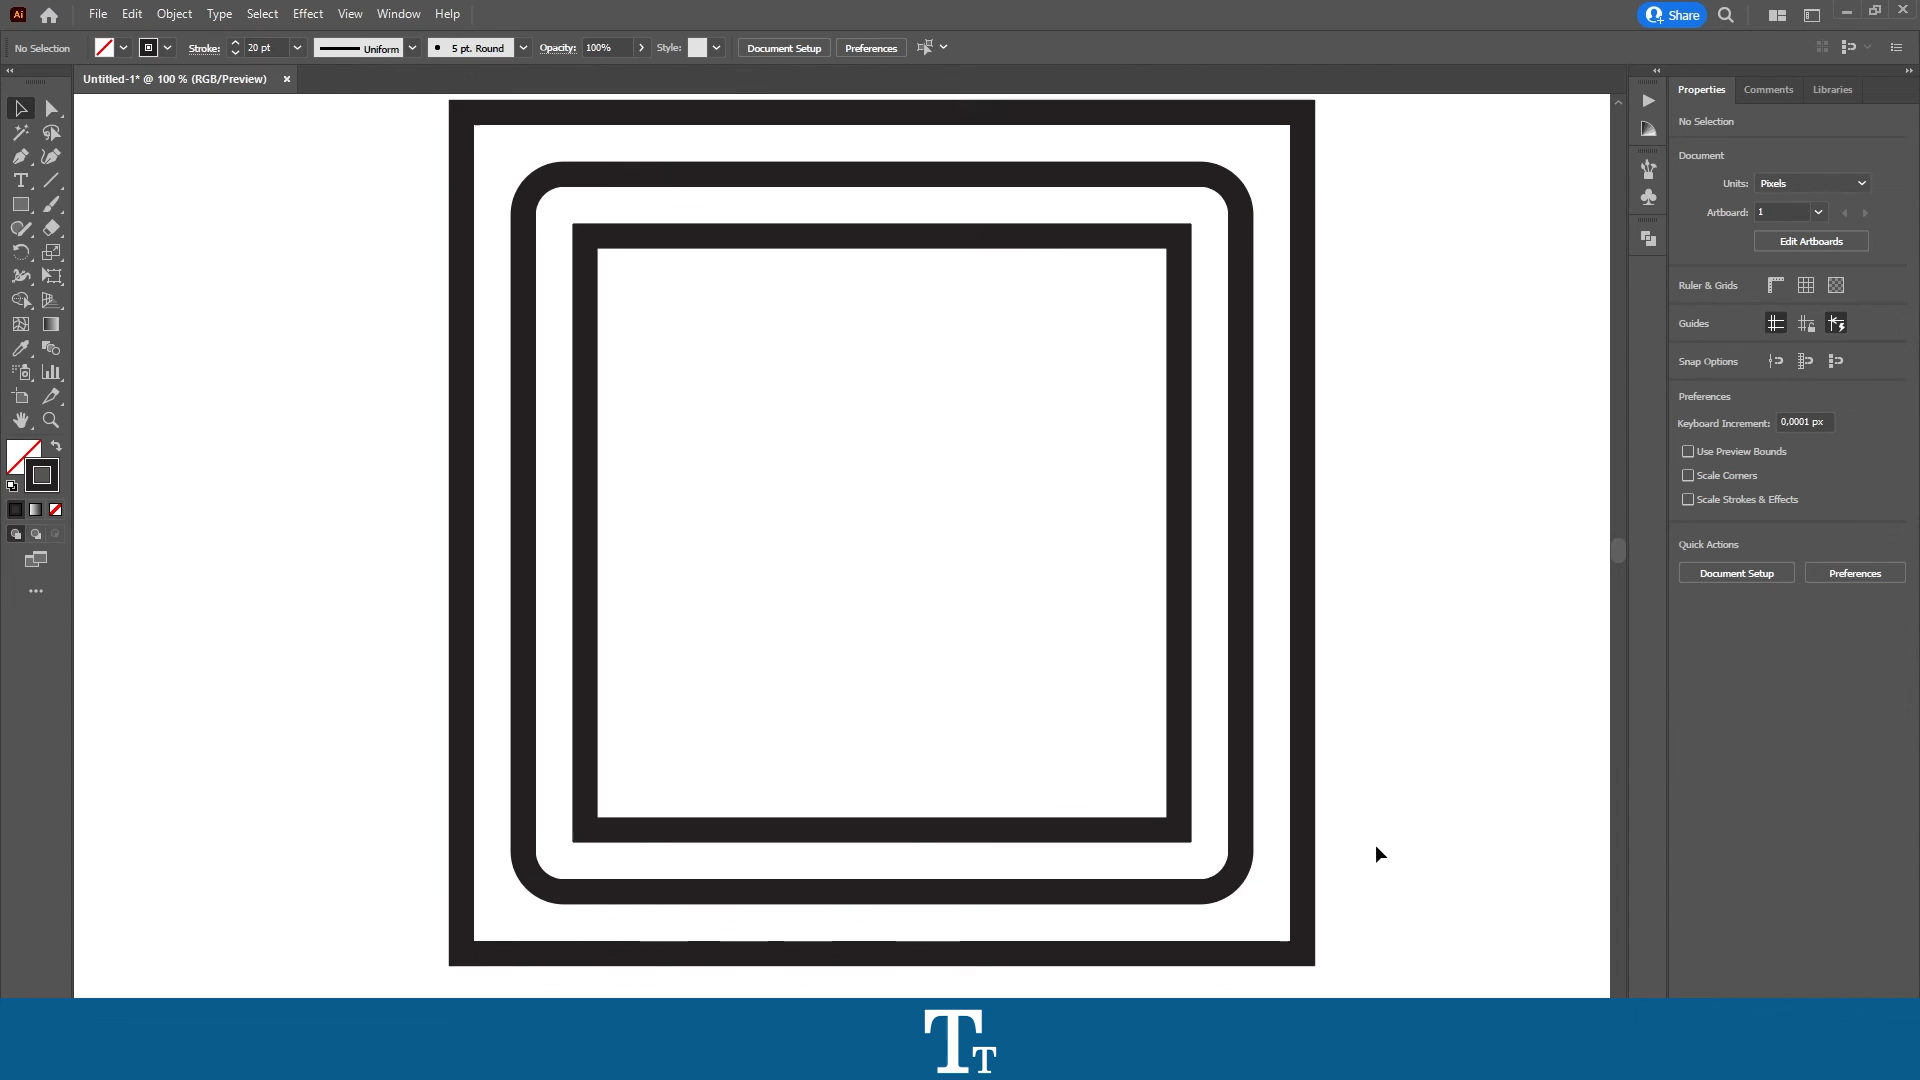 Ai File Edit Object Type Select Effect View Window Help Share
No Selection Stroke: 20 pt Uniform 5 pt. Round Opacity: 100% Style: Document Setup Preferences
Untitled-1* @ 100 % (RGB/Preview)
Properties Comments Libraries
No Selection
Document
Units: Pixels
Artboard: 1
Edit Artboards
Ruler & Grids
Guides
Snap Options
Preferences
Keyboard Increment: 0,0001 px
Use Preview Bounds
Scale Corners
Scale Strokes & Effects
Quick Actions
Document Setup Preferences
TT